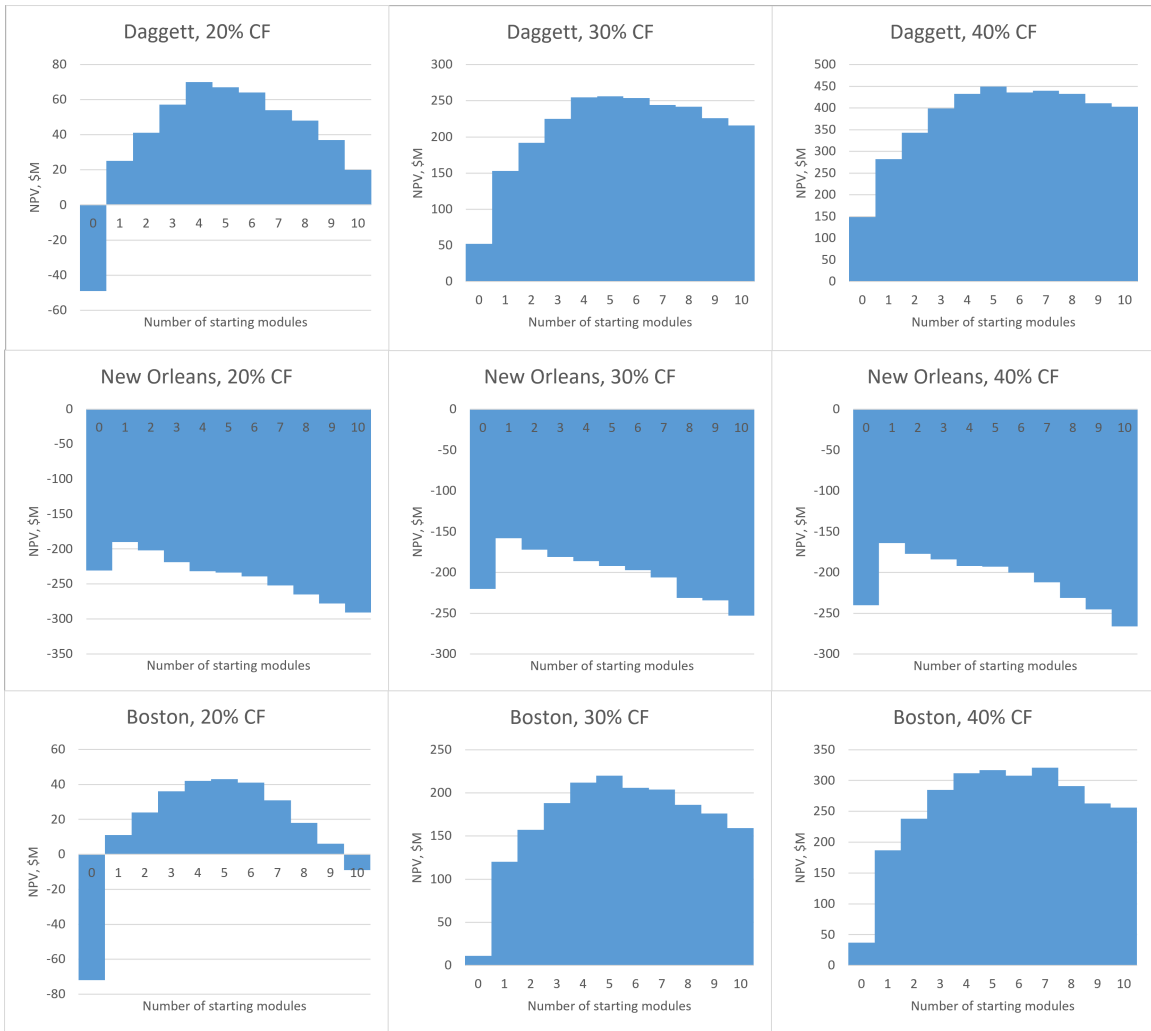 Daggett, 20% CF
80
60
40
20
0
-20
-40
-60
NPV, $M
0 1 2 3 4 5 6 7 8 9 10
Number of starting modules
Daggett, 30% CF
300
250
200
150
100
50
0
NPV, $M
0 1 2 3 4 5 6 7 8 9 10
Number of starting modules
Daggett, 40% CF
500
450
400
350
300
250
200
150
100
50
0
NPV, $M
0 1 2 3 4 5 6 7 8 9 10
Number of starting modules
New Orleans, 20% CF
0
-50
-100
-150
-200
-250
-300
-350
NPV, $M
0 1 2 3 4 5 6 7 8 9 10
Number of starting modules
New Orleans, 30% CF
0
-50
-100
-150
-200
-250
-300
NPV, $M
0 1 2 3 4 5 6 7 8 9 10
Number of starting modules
New Orleans, 40% CF
0
-50
-100
-150
-200
-250
-300
NPV, $M
0 1 2 3 4 5 6 7 8 9 10
Number of starting modules
Boston, 20% CF
60
40
20
0
-20
-40
-60
-80
NPV, $M
0 1 2 3 4 5 6 7 8 9 10
Number of starting modules
Boston, 30% CF
250
200
150
100
50
0
NPV, $M
0 1 2 3 4 5 6 7 8 9 10
Number of starting modules
Boston, 40% CF
350
300
250
200
150
100
50
0
NPV, $M
0 1 2 3 4 5 6 7 8 9 10
Number of starting modules